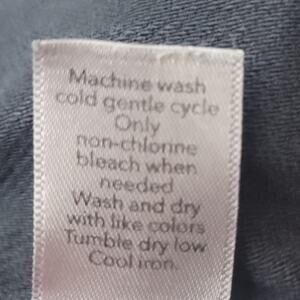 Machine wash
cold gentle cycle
Only
non-chlorine
bleach when
needed
Wash and dry
with like colors
Tumble dry low
Cool iron.